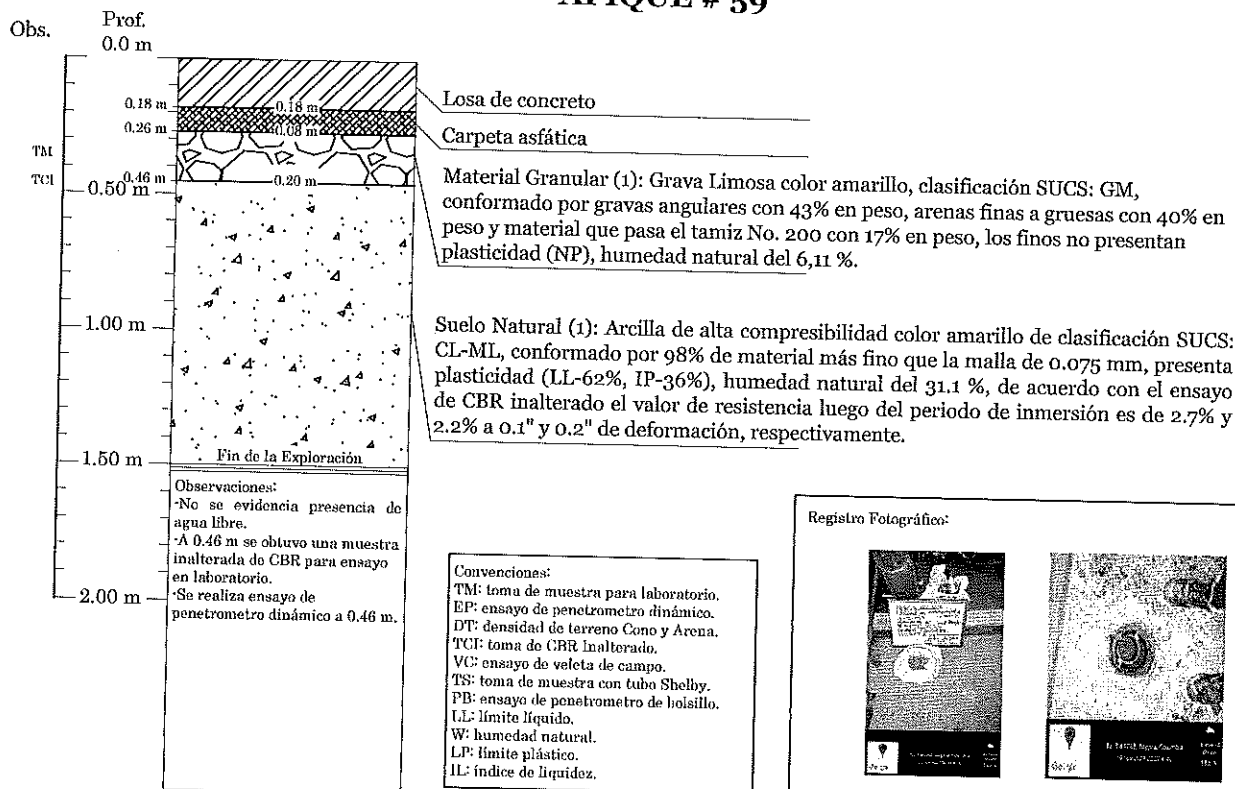 APIQUE # 59
Obs.
Prof.
0.0 m
0.18 m
0.18 m
0.26 m
0.08 m
TM
TCI
0.46 m
0.20 m
0.50 m
1.00 m
1.50 m
2.00 m
Losa de concreto
Carpeta asfática
Material Granular (1): Grava Limosa color amarillo, clasificación SUCS: GM,
conformado por gravas angulares con 43% en peso, arenas finas a gruesas con 40% en
peso y material que pasa el tamiz No. 200 con 17% en peso, los finos no presentan
plasticidad (NP), humedad natural del 6,11 %.
Suelo Natural (1): Arcilla de alta compresibilidad color amarillo de clasificación SUCS:
CL-ML, conformado por 98% de material más fino que la malla de 0.075 mm, presenta
plasticidad (LL-62%, IP-36%), humedad natural del 31.1 %, de acuerdo con el ensayo
de CBR inalterado el valor de resistencia luego del periodo de inmersión es de 2.7% y
2.2% a 0.1" y 0.2" de deformación, respectivamente.
Fin de la Exploración
Observaciones:
-No se evidencia presencia de
agua libre.
-A 0.46 m se obtuvo una muestra
inalterada de CBR para ensayo
en laboratorio.
-Se realiza ensayo de
penetrometro dinámico a 0.46 m.
Convenciones:
TM: toma de muestra para laboratorio.
EP: ensayo de penetrometro dinámico.
DT: densidad de terreno Cono y Arena.
TCI: toma de CBR Inalterado.
VC: ensayo de veleta de campo.
TS: toma de muestra con tubo Shelby.
PB: ensayo de penetrometro de bolsillo.
LL: límite líquido.
W: humedad natural.
LP: límite plástico.
IL: índice de liquidez.
Registro Fotográfico:
Google
Google